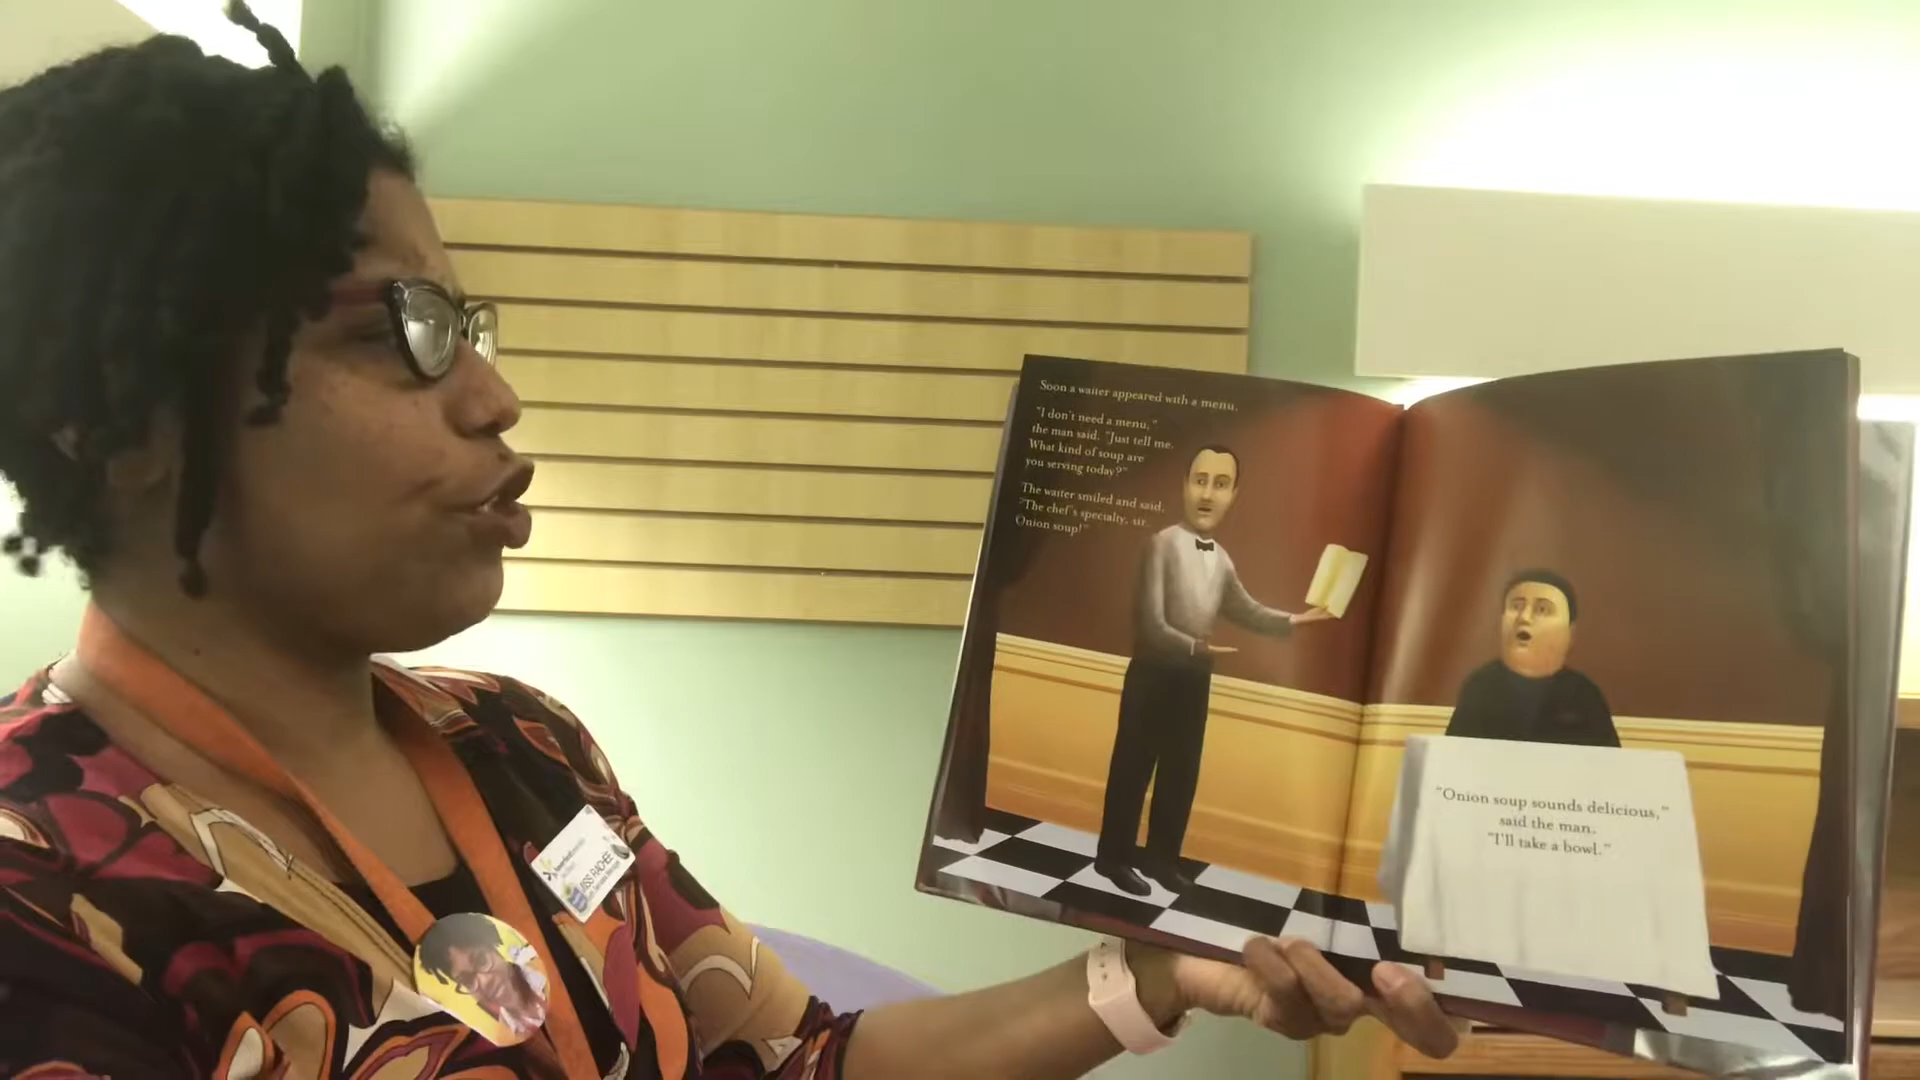 Soon a waiter appeared with a menu.
"I don't need a menu,"
the man said. "Just tell me.
What kind of soup are
you serving today?"
The waiter smiled and said,
"The chef's specialty, sir.
Onion soup!"
"Onion soup sounds delicious,"
said the man.
"I'll take a bowl."
MISS RACHEE